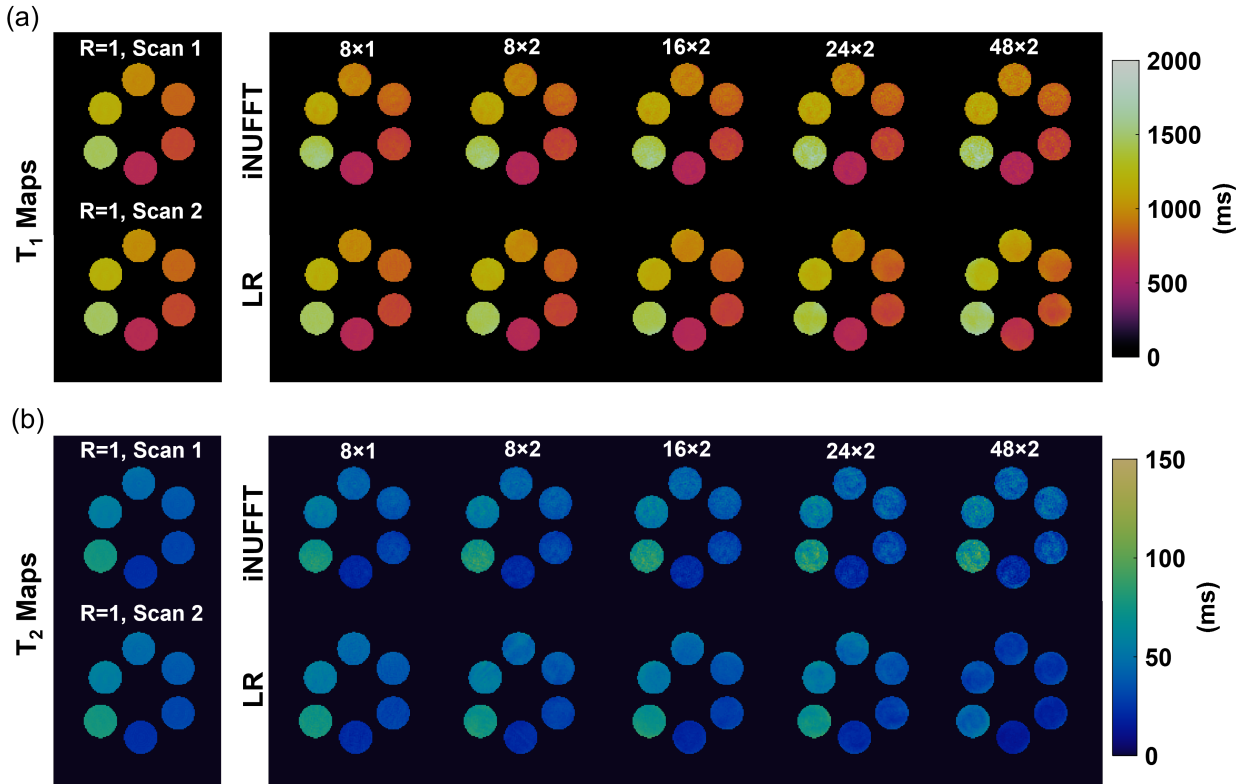 (a)
R=1, Scan 1
8×1
8×2
16×2
24×2
48×2
iNUFFT
T₁ Maps
R=1, Scan 2
LR
2000
1500
1000
500
0
(ms)
(b)
R=1, Scan 1
8×1
8×2
16×2
24×2
48×2
iNUFFT
T₂ Maps
R=1, Scan 2
LR
150
100
50
0
(ms)